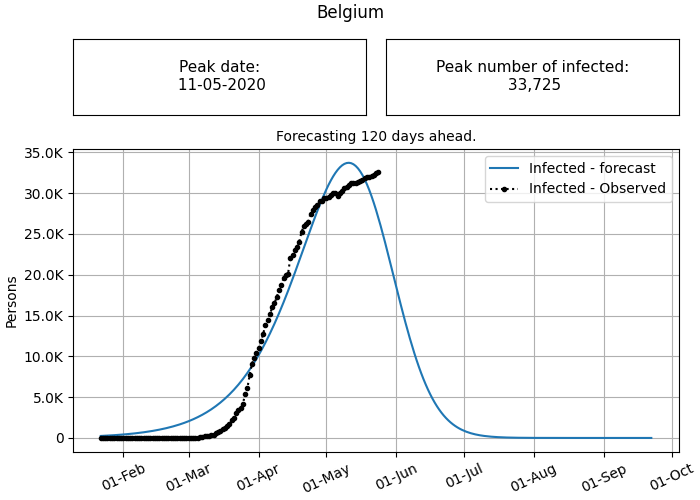 Belgium
Peak date:
11-05-2020
Peak number of infected:
33,725
Forecasting 120 days ahead.
Infected - forecast
Infected - Observed
35.0K
30.0K
25.0K
20.0K
15.0K
10.0K
5.0K
0
Persons
01-Feb
01-Mar
01-Apr
01-May
01-Jun
01-Jul
01-Aug
01-Sep
01-Oct